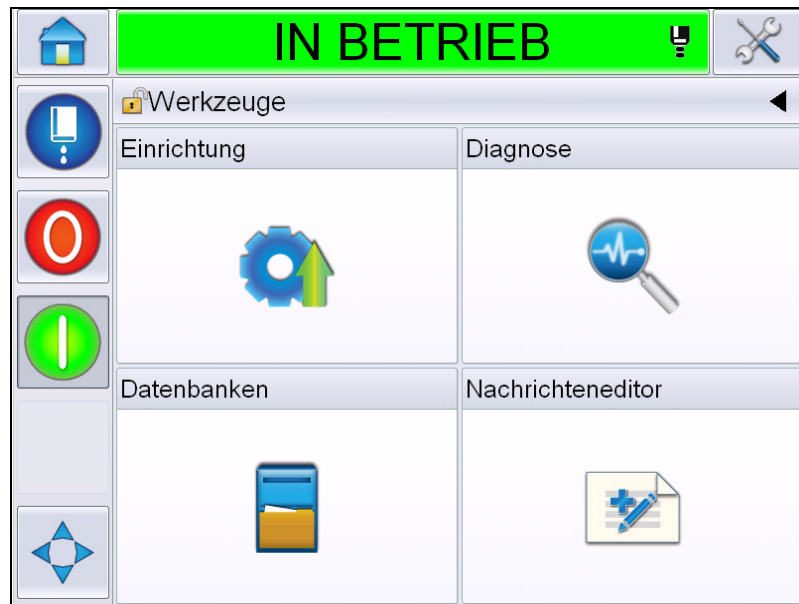 IN BETRIEB
Werkzeuge
Einrichtung
Diagnose
Datenbanken
Nachrichteneditor